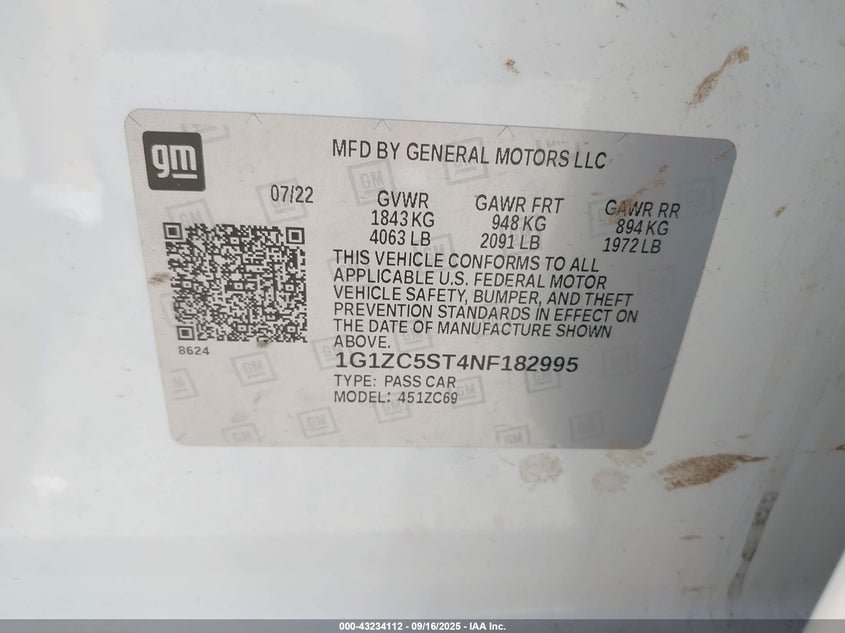 gm
MFD BY GENERAL MOTORS LLC
07/22
GVWR GAWR FRT GAWR RR
1843 KG 948 KG 894 KG
4063 LB 2091 LB 1972 LB
THIS VEHICLE CONFORMS TO ALL
APPLICABLE U.S. FEDERAL MOTOR
VEHICLE SAFETY, BUMPER, AND THEFT
PREVENTION STANDARDS IN EFFECT ON
THE DATE OF MANUFACTURE SHOWN
ABOVE.
8624
1G1ZC5ST4NF182995
TYPE: PASS CAR
MODEL: 451ZC69
000-43234112 - 09/16/2025 - IAA Inc.